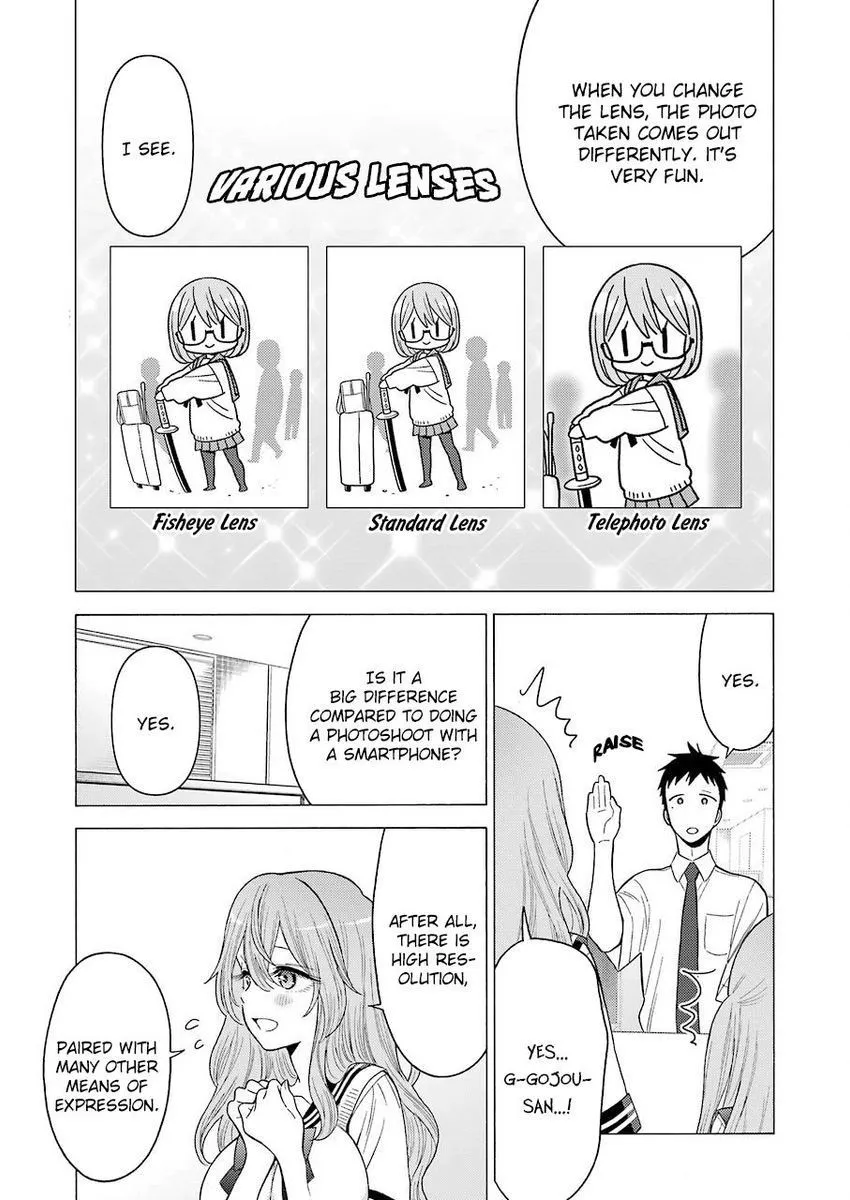 WHEN YOU CHANGE
THE LENS, THE PHOTO
TAKEN COMES OUT
DIFFERENTLY. IT'S
VERY FUN.
I SEE.
VARIOUS LENSES
Telephoto Lens
Standard Lens
Fisheye Lens
YES.
RAISE
YES...
G-GOJOU-
SAN...!
IS IT A
BIG DIFFERENCE
COMPARED TO DOING
A PHOTOSHOOT WITH
A SMARTPHONE?
YES.
AFTER ALL,
THERE IS
HIGH RES-
OLUTION,
PAIRED WITH
MANY OTHER
MEANS OF
EXPRESSION.